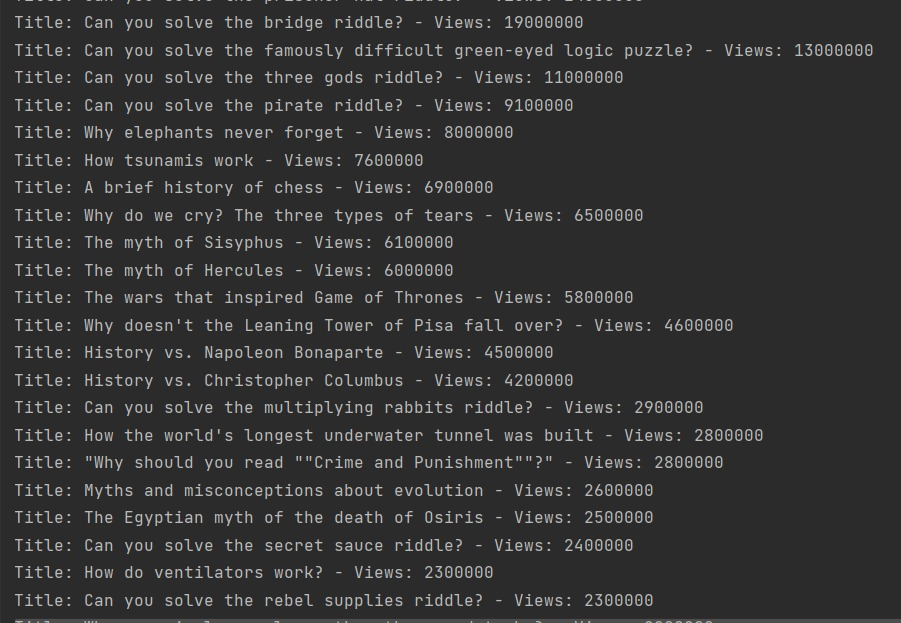 Title: Can you solve the bridge riddle? - Views: 19000000
Title: Can you solve the famously difficult green-eyed logic puzzle? - Views: 13000000
Title: Can you solve the three gods riddle? - Views: 11000000
Title: Can you solve the pirate riddle? - Views: 9100000
Title: Why elephants never forget - Views: 8000000
Title: How tsunamis work - Views: 7600000
Title: A brief history of chess - Views: 6900000
Title: Why do we cry? The three types of tears - Views: 6500000
Title: The myth of Sisyphus - Views: 6100000
Title: The myth of Hercules - Views: 6000000
Title: The wars that inspired Game of Thrones - Views: 5800000
Title: Why doesn't the Leaning Tower of Pisa fall over? - Views: 4600000
Title: History vs. Napoleon Bonaparte - Views: 4500000
Title: History vs. Christopher Columbus - Views: 4200000
Title: Can you solve the multiplying rabbits riddle? - Views: 2900000
Title: How the world's longest underwater tunnel was built - Views: 2800000
Title: "Why should you read ""Crime and Punishment""?" - Views: 2800000
Title: Myths and misconceptions about evolution - Views: 2600000
Title: The Egyptian myth of the death of Osiris - Views: 2500000
Title: Can you solve the secret sauce riddle? - Views: 2400000
Title: How do ventilators work? - Views: 2300000
Title: Can you solve the rebel supplies riddle? - Views: 2300000